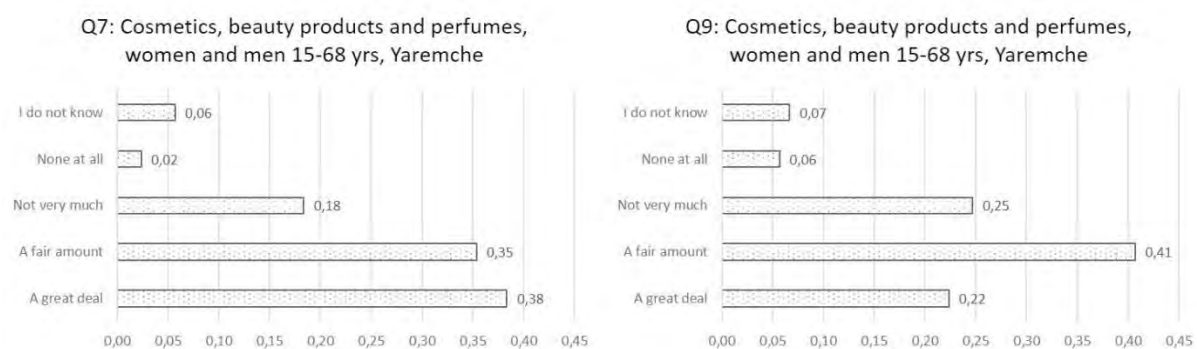 Q7: Cosmetics, beauty products and perfumes,
women and men 15-68 yrs, Yaremche
I do not know 0,06
None at all 0,02
Not very much 0,18
A fair amount 0,35
A great deal 0,38
0,00 0,05 0,10 0,15 0,20 0,25 0,30 0,35 0,40 0,45
Q9: Cosmetics, beauty products and perfumes,
women and men 15-68 yrs, Yaremche
I do not know 0,07
None at all 0,06
Not very much 0,25
A fair amount 0,41
A great deal 0,22
0,00 0,05 0,10 0,15 0,20 0,25 0,30 0,35 0,40 0,45